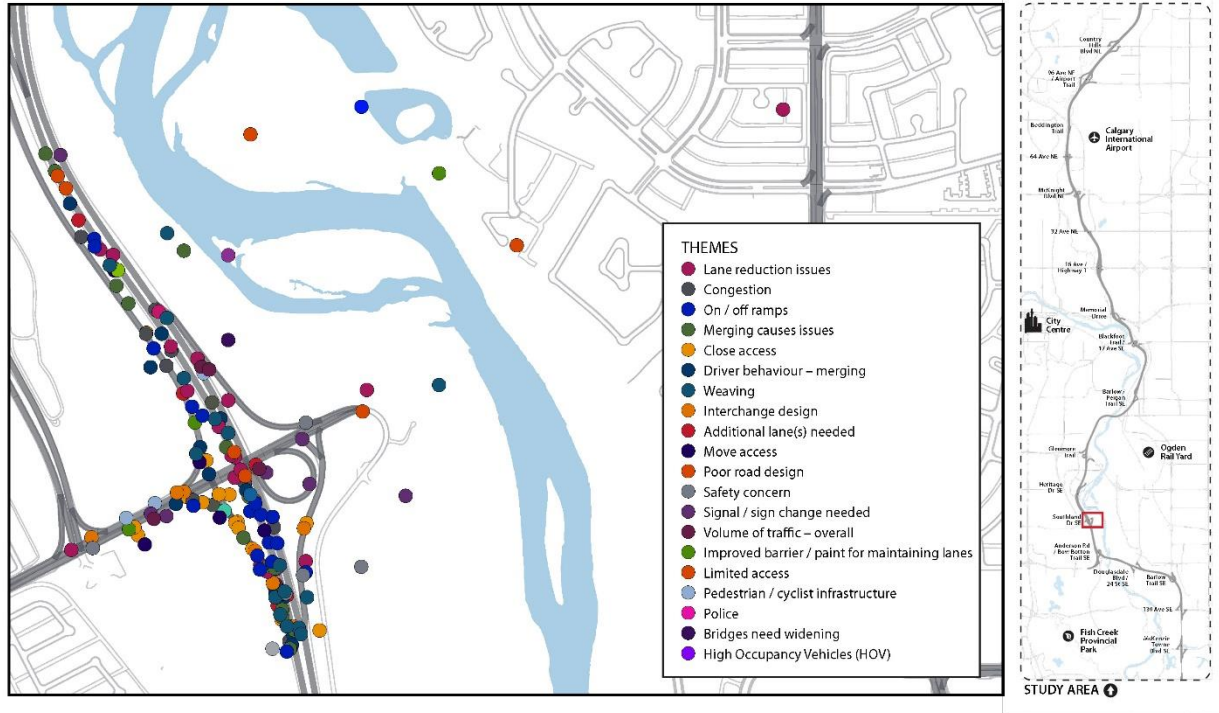 THEMES
Lane reduction issues
Congestion
On / off ramps
Merging causes issues
Close access
Driver behaviour – merging
Weaving
Interchange design
Additional lane(s) needed
Move access
Poor road design
Safety concern
Signal / sign change needed
Volume of traffic – overall
Improved barrier / paint for maintaining lanes
Limited access
Pedestrian / cyclist infrastructure
Police
Bridges need widening
High Occupancy Vehicles (HOV)
Country
Hills
Blvd NE
96 Ave NE
/ Airport
Trail
Beddington
Trail
Calgary
International
Airport
64 Ave NE
McKnight
Blvd NE
32 Ave NE
16 Ave /
Highway 1
Memorial
Drive
City
Centre
Blackfoot
Trail /
17 Ave SE
Barlow /
Peigan
Trail SE
Glenmore
Trail
Ogden
Rail Yard
Heritage
Dr SE
Southland
Dr SE
Anderson Rd
/ Bow Bottom
Trail SE
Douglasdale
Blvd /
24 St SE
Barlow
Trail SE
130 Ave SE
Fish Creek
Provincial
Park
McKenzie
Towne
Blvd SE
STUDY AREA